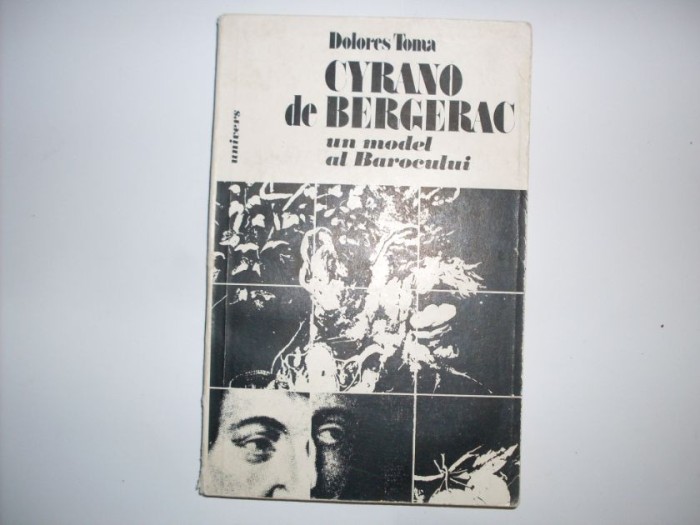 Dolores Toma
CYRANO
de BERGERAC
un model
al Barocului
univers